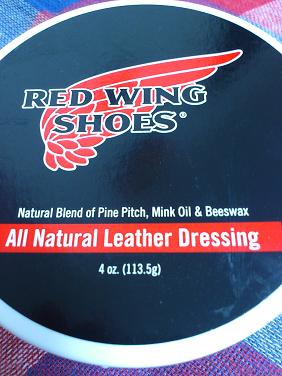 RED WING
SHOES®
Natural Blend of Pine Pitch, Mink Oil & Beeswax
All Natural Leather Dressing
4 oz. (113.5g)